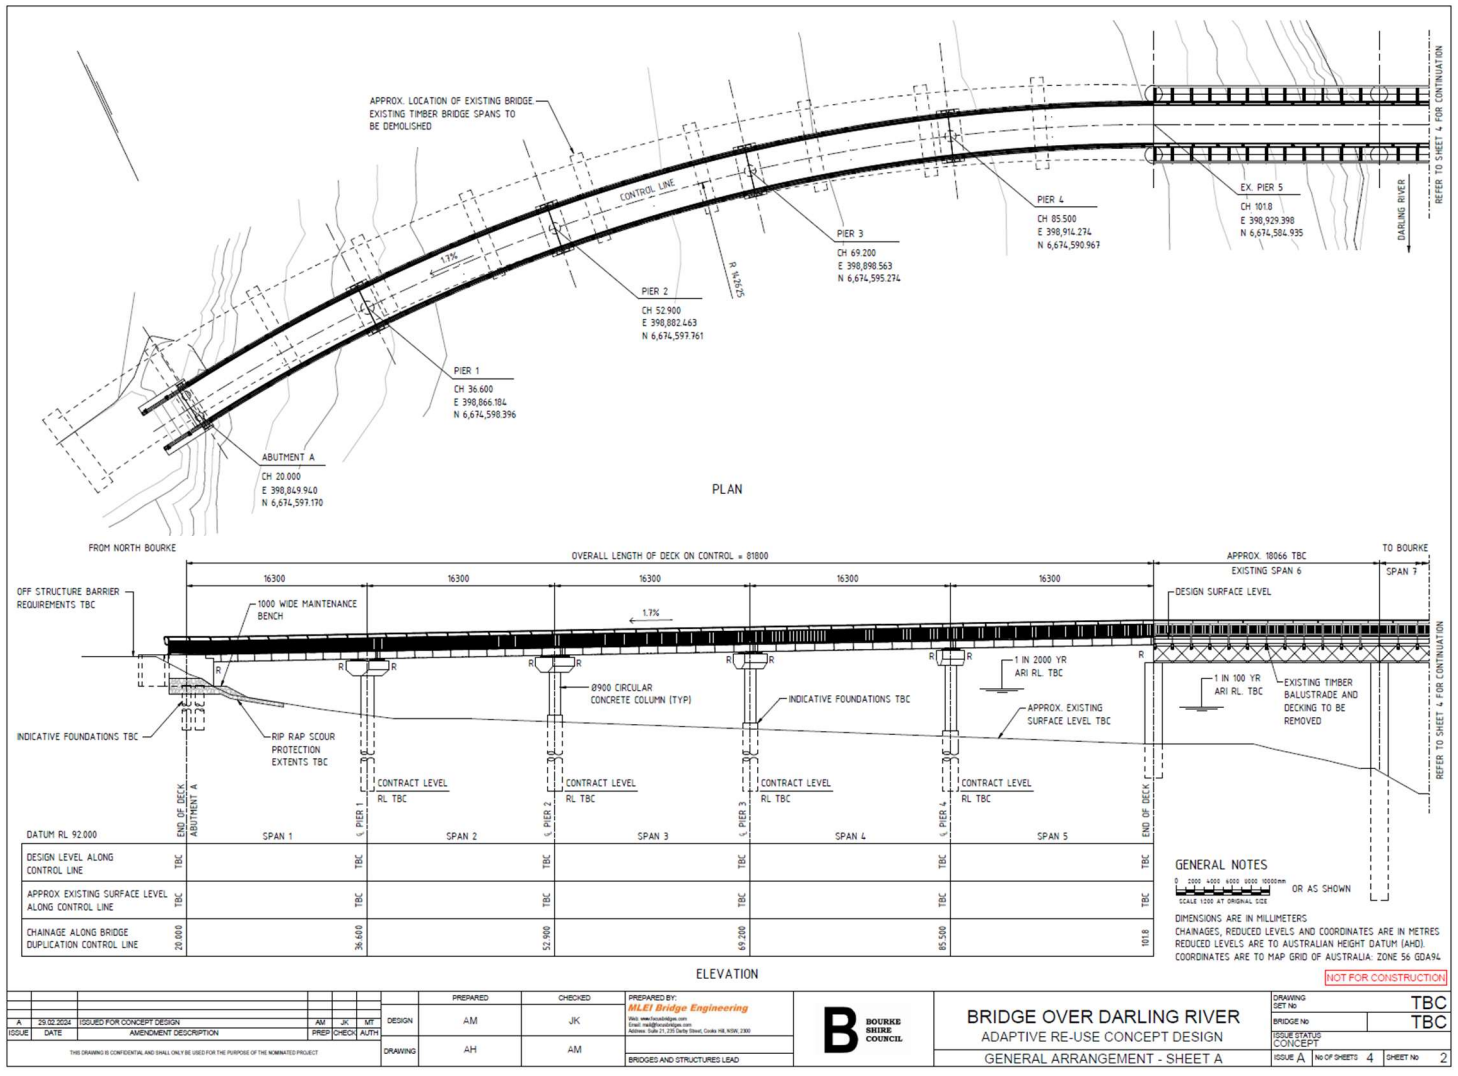 APPROX. LOCATION OF EXISTING BRIDGE.
EXISTING TIMBER BRIDGE SPANS TO
BE DEMOLISHED
CONTROL LINE
1.7%
R 142625
REFER TO SHEET 4 FOR CONTINUATION
DARLING RIVER
EX. PIER 5
CH 101.8
E 398,929.398
N 6,674,584.935
PIER 4
CH 85.500
E 398,914.274
N 6,674,590.967
PIER 3
CH 69.200
E 398,898.563
N 6,674,595.274
PIER 2
CH 52.900
E 398,882.463
N 6,674,597.761
PIER 1
CH 36.600
E 398,866.184
N 6,674,598.396
ABUTMENT A
CH 20.000
E 398,849.940
N 6,674,597.170
PLAN
FROM NORTH BOURKE
OVERALL LENGTH OF DECK ON CONTROL = 81800
APPROX. 18066 TBC
TO BOURKE
16300
16300
16300
16300
16300
EXISTING SPAN 6
SPAN 7
OFF STRUCTURE BARRIER
REQUIREMENTS TBC
1000 WIDE MAINTENANCE
BENCH
1.7%
DESIGN SURFACE LEVEL
R
R
R
R
R
R
R
R
R
R
1 IN 2000 YR
ARI RL. TBC
1 IN 100 YR
ARI RL. TBC
EXISTING TIMBER
BALUSTRADE AND
DECKING TO BE
REMOVED
Ø900 CIRCULAR
CONCRETE COLUMN (TYP)
INDICATIVE FOUNDATIONS TBC
APPROX. EXISTING
SURFACE LEVEL TBC
INDICATIVE FOUNDATIONS TBC
RIP RAP SCOUR
PROTECTION
EXTENTS TBC
REFER TO SHEET 4 FOR CONTINUATION
CONTRACT LEVEL
RL TBC
CONTRACT LEVEL
RL TBC
CONTRACT LEVEL
RL TBC
CONTRACT LEVEL
RL TBC
END OF DECK
ABUTMENT A
℄ PIER 1
℄ PIER 2
℄ PIER 3
℄ PIER 4
END OF DECK
DATUM RL 92.000
SPAN 1
SPAN 2
SPAN 3
SPAN 4
SPAN 5
DESIGN LEVEL ALONG
CONTROL LINE
TBC
TBC
TBC
TBC
TBC
TBC
APPROX EXISTING SURFACE LEVEL
ALONG CONTROL LINE
TBC
TBC
TBC
TBC
TBC
TBC
CHAINAGE ALONG BRIDGE
DUPLICATION CONTROL LINE
20.000
36.600
52.900
69.200
85.500
101.8
ELEVATION
GENERAL NOTES
0 2000 4000 6000 8000 10000mm
SCALE 1:200 AT ORIGINAL SIZE
OR AS SHOWN
DIMENSIONS ARE IN MILLIMETERS
CHAINAGES, REDUCED LEVELS AND COORDINATES ARE IN METRES
REDUCED LEVELS ARE TO AUSTRALIAN HEIGHT DATUM (AHD).
COORDINATES ARE TO MAP GRID OF AUSTRALIA: ZONE 56 GDA94
NOT FOR CONSTRUCTION
A 29.02.2024 ISSUED FOR CONCEPT DESIGN AM JK MT
ISSUE DATE AMENDMENT DESCRIPTION PREP CHECK AUTH
THIS DRAWING IS CONFIDENTIAL AND SHALL ONLY BE USED FOR THE PURPOSE OF THE NOMINATED PROJECT
PREPARED CHECKED
DESIGN AM JK
DRAWING AH AM
PREPARED BY:
MLEI Bridge Engineering
BRIDGES AND STRUCTURES LEAD
B BOURKE
SHIRE
COUNCIL
BRIDGE OVER DARLING RIVER
ADAPTIVE RE-USE CONCEPT DESIGN
GENERAL ARRANGEMENT - SHEET A
DRAWING
SET No TBC
BRIDGE No TBC
ISSUE STATUS
CONCEPT
ISSUE A No OF SHEETS 4 SHEET No 2